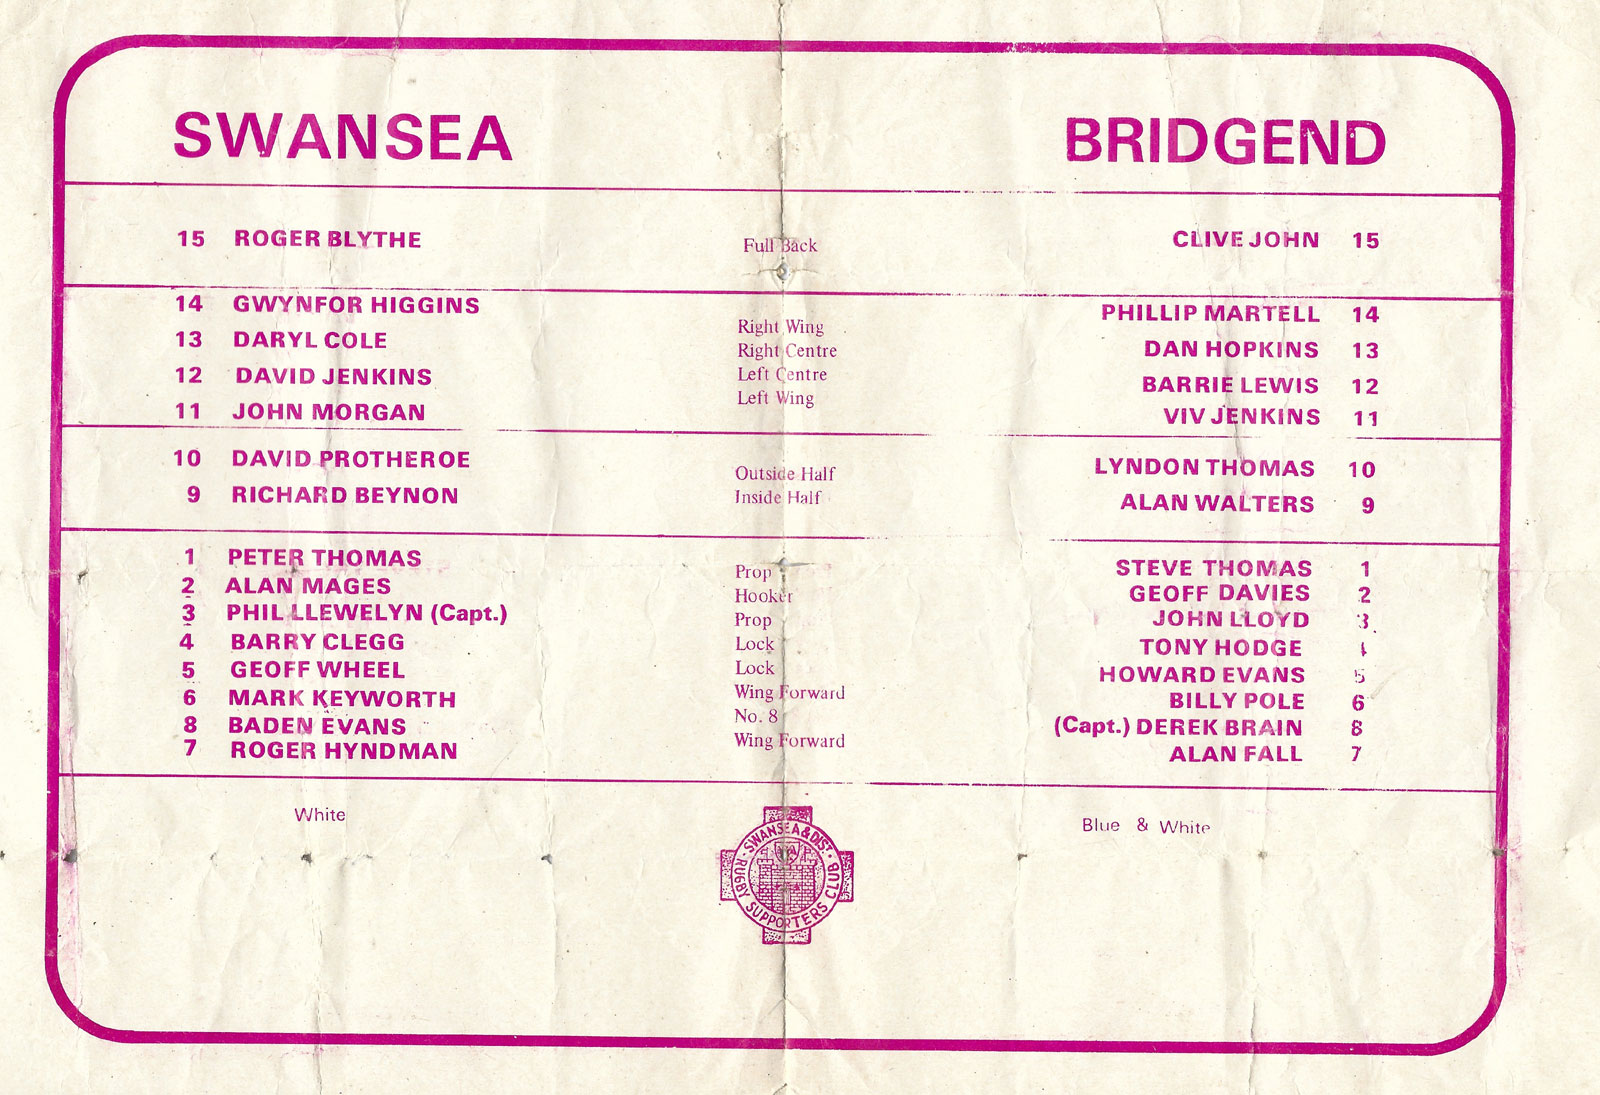 SWANSEA BRIDGEND
15 ROGER BLYTHE Full Back CLIVE JOHN 15
14 GWYNFOR HIGGINS Right Wing PHILLIP MARTELL 14
13 DARYL COLE Right Centre DAN HOPKINS 13
12 DAVID JENKINS Left Centre BARRIE LEWIS 12
11 JOHN MORGAN Left Wing VIV JENKINS 11
10 DAVID PROTHEROE Outside Half LYNDON THOMAS 10
9 RICHARD BEYNON Inside Half ALAN WALTERS 9
1 PETER THOMAS Prop STEVE THOMAS 1
2 ALAN MAGES Hooker GEOFF DAVIES 2
3 PHIL LLEWELYN (Capt.) Prop JOHN LLOYD 3
4 BARRY CLEGG Lock TONY HODGE 4
5 GEOFF WHEEL Lock HOWARD EVANS 5
6 MARK KEYWORTH Wing Forward BILLY POLE 6
8 BADEN EVANS No. 8 (Capt.) DEREK BRAIN 8
7 ROGER HYNDMAN Wing Forward ALAN FALL 7
White Blue & White
SWANSEA & DIST. RUGBY SUPPORTERS CLUB